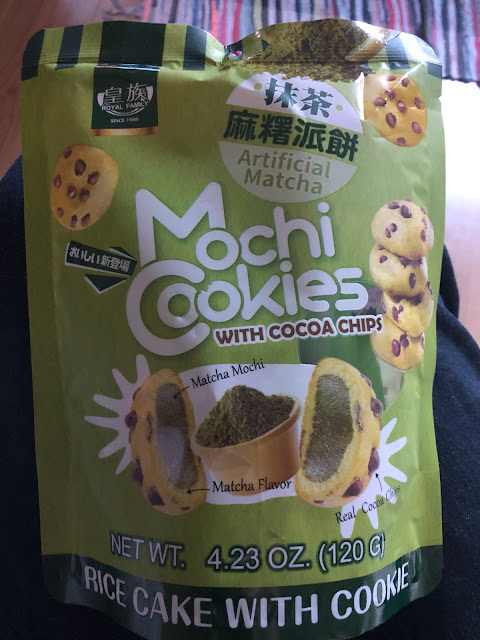 皇族
ROYAL FAMILY
SINCE 1986
抹茶
麻糬派餅
Artificial
Matcha
Mochi
Cookies
WITH COCOA CHIPS
おいしい新登場
Matcha Mochi
Matcha Flavor
Real Cocoa Chips
NET WT. 4.23 OZ. (120 G)
RICE CAKE WITH COOKIE